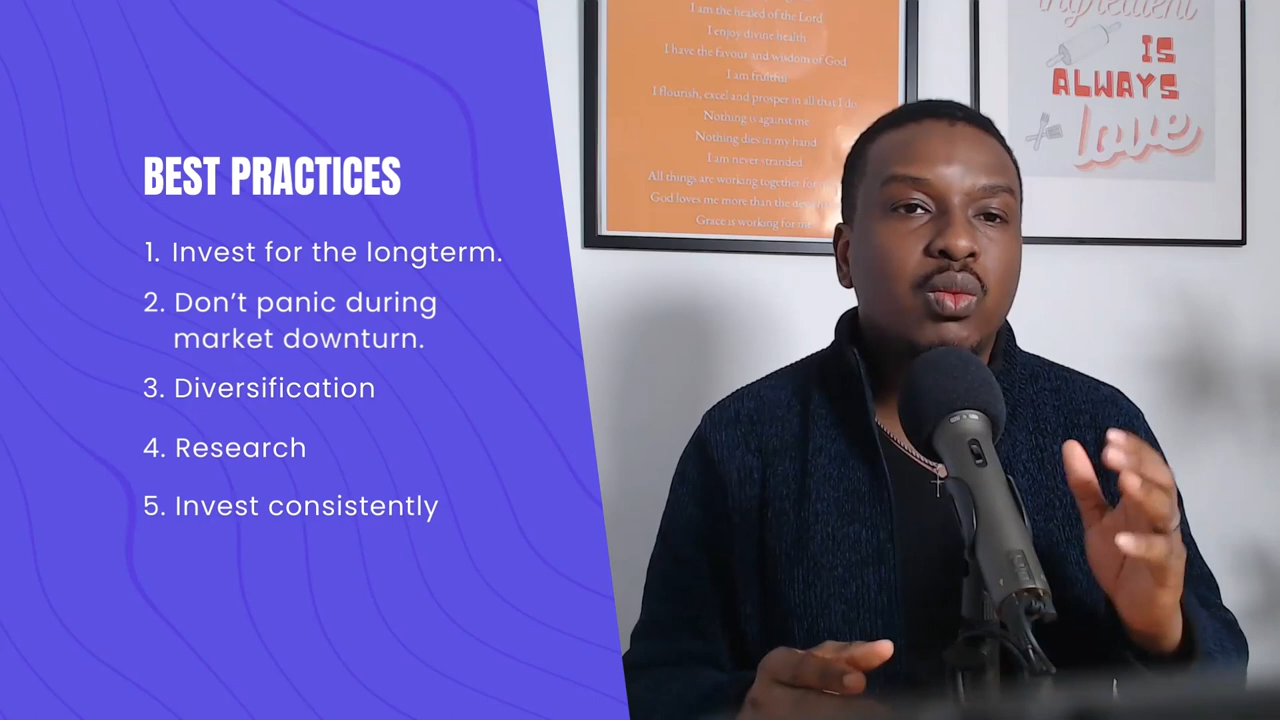 BEST PRACTICES
1. Invest for the longterm.
2. Don't panic during
market downturn.
3. Diversification
4. Research
5. Invest consistently
I am the healed of the Lord
I enjoy divine health
I have the favour and wisdom of God
I am fruitful
I flourish, excel and prosper in all that I do
Nothing is against me
Nothing dies in my hand
I am never stranded
All things are working together for
God loves me more than the
Grace is working for me
ingredient
IS
ALWAYS
love